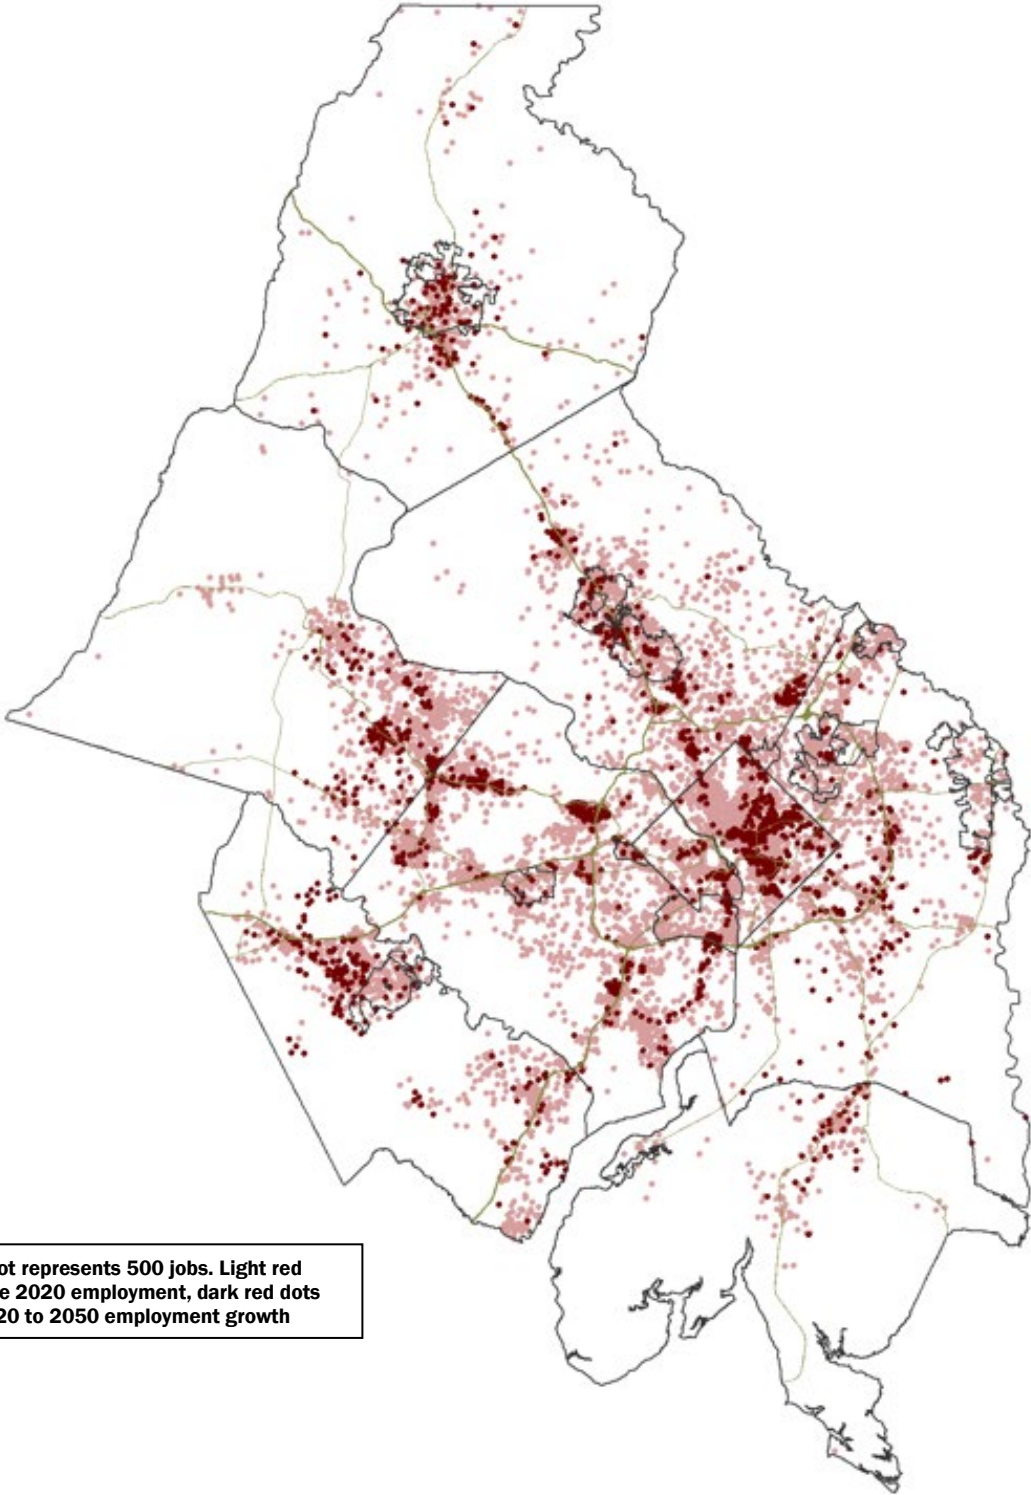 ot represents 500 jobs. Light red
e 2020 employment, dark red dots
20 to 2050 employment growth